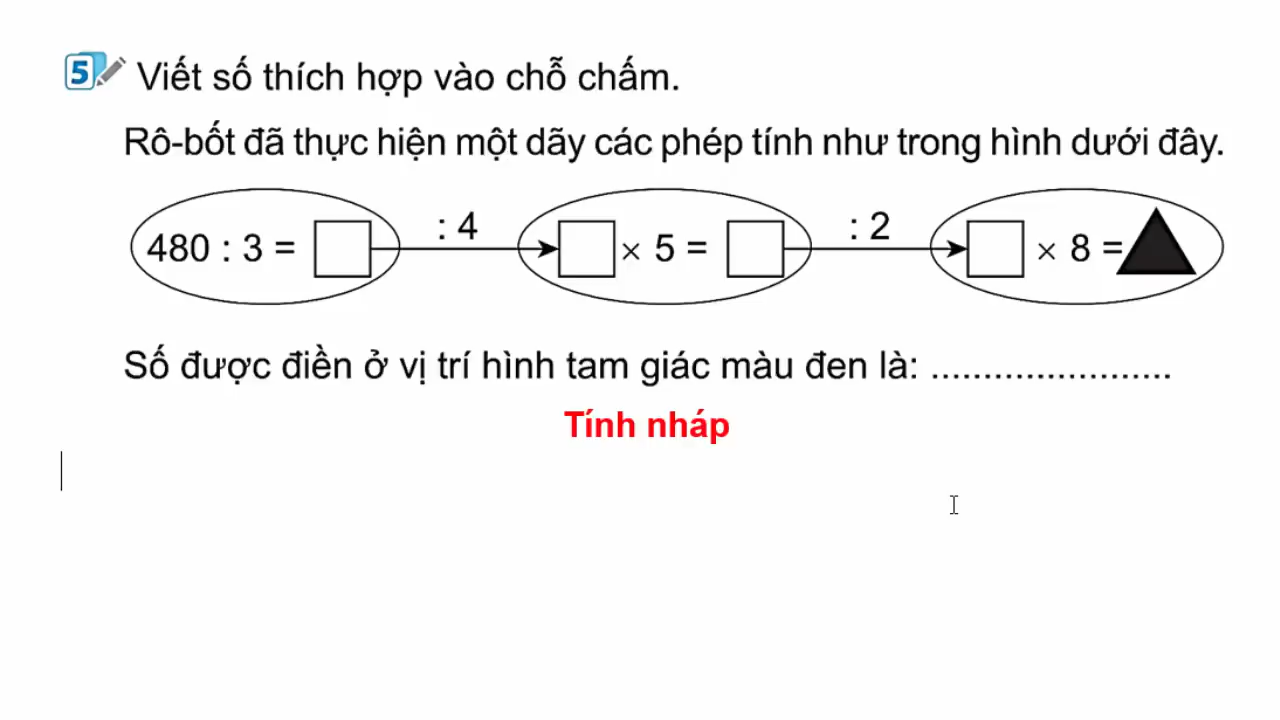 5 Viết số thích hợp vào chỗ chấm.
Rô-bốt đã thực hiện một dãy các phép tính như trong hình dưới đây.
480 : 3 = : 4 × 5 = : 2 × 8 =
Số được điền ở vị trí hình tam giác màu đen là: .......................
Tính nháp